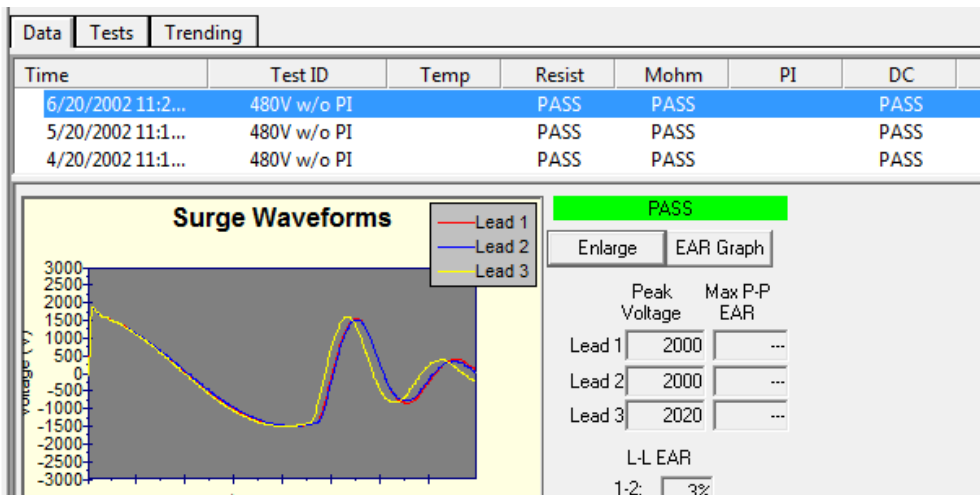 Data Tests Trending
Time Test ID Temp Resist Mohm PI DC
6/20/2002 11:2... 480V w/o PI PASS PASS PASS
5/20/2002 11:1... 480V w/o PI PASS PASS PASS
4/20/2002 11:1... 480V w/o PI PASS PASS PASS
Surge Waveforms
Lead 1
Lead 2
Lead 3
3000
2500
2000
1500
1000
500
0
-500
-1000
-1500
-2000
-2500
-3000
Voltage (V)
PASS
Enlarge EAR Graph
Peak Max P-P
Voltage EAR
Lead 1 2000 ---
Lead 2 2000 ---
Lead 3 2020 ---
L-L EAR
1-2: 3%